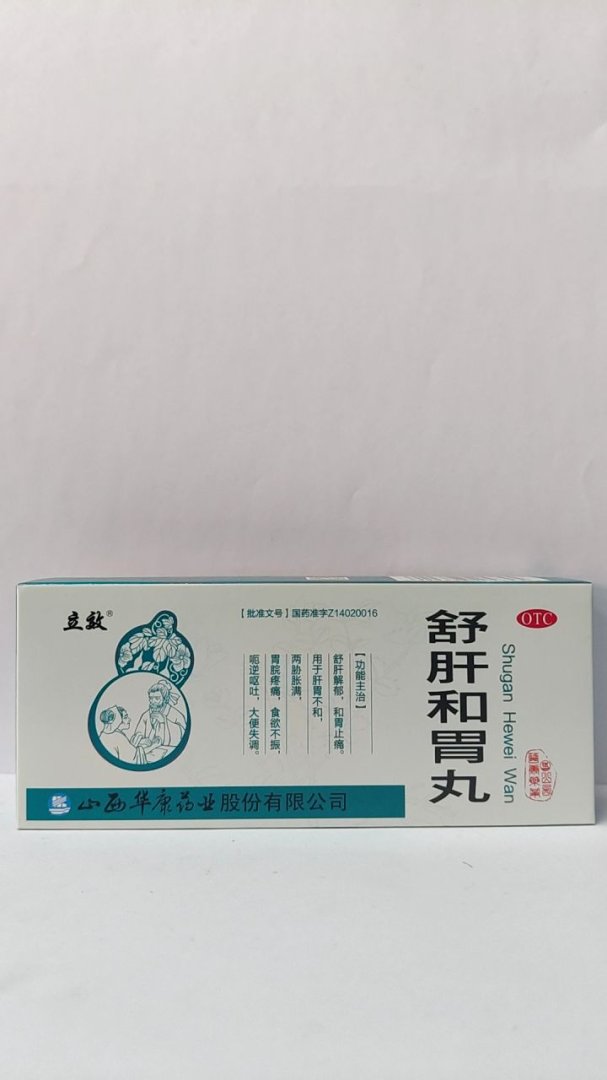 立效®
【批准文号】国药准字Z14020016
【功能主治】
舒肝解郁，和胃止痛。
用于肝胃不和，
两胁胀满，
胃脘疼痛，食欲不振，
呃逆呕吐，大便失调。
舒肝和胃丸
Shugan Hewei Wan
OTC
山西华康药业股份有限公司